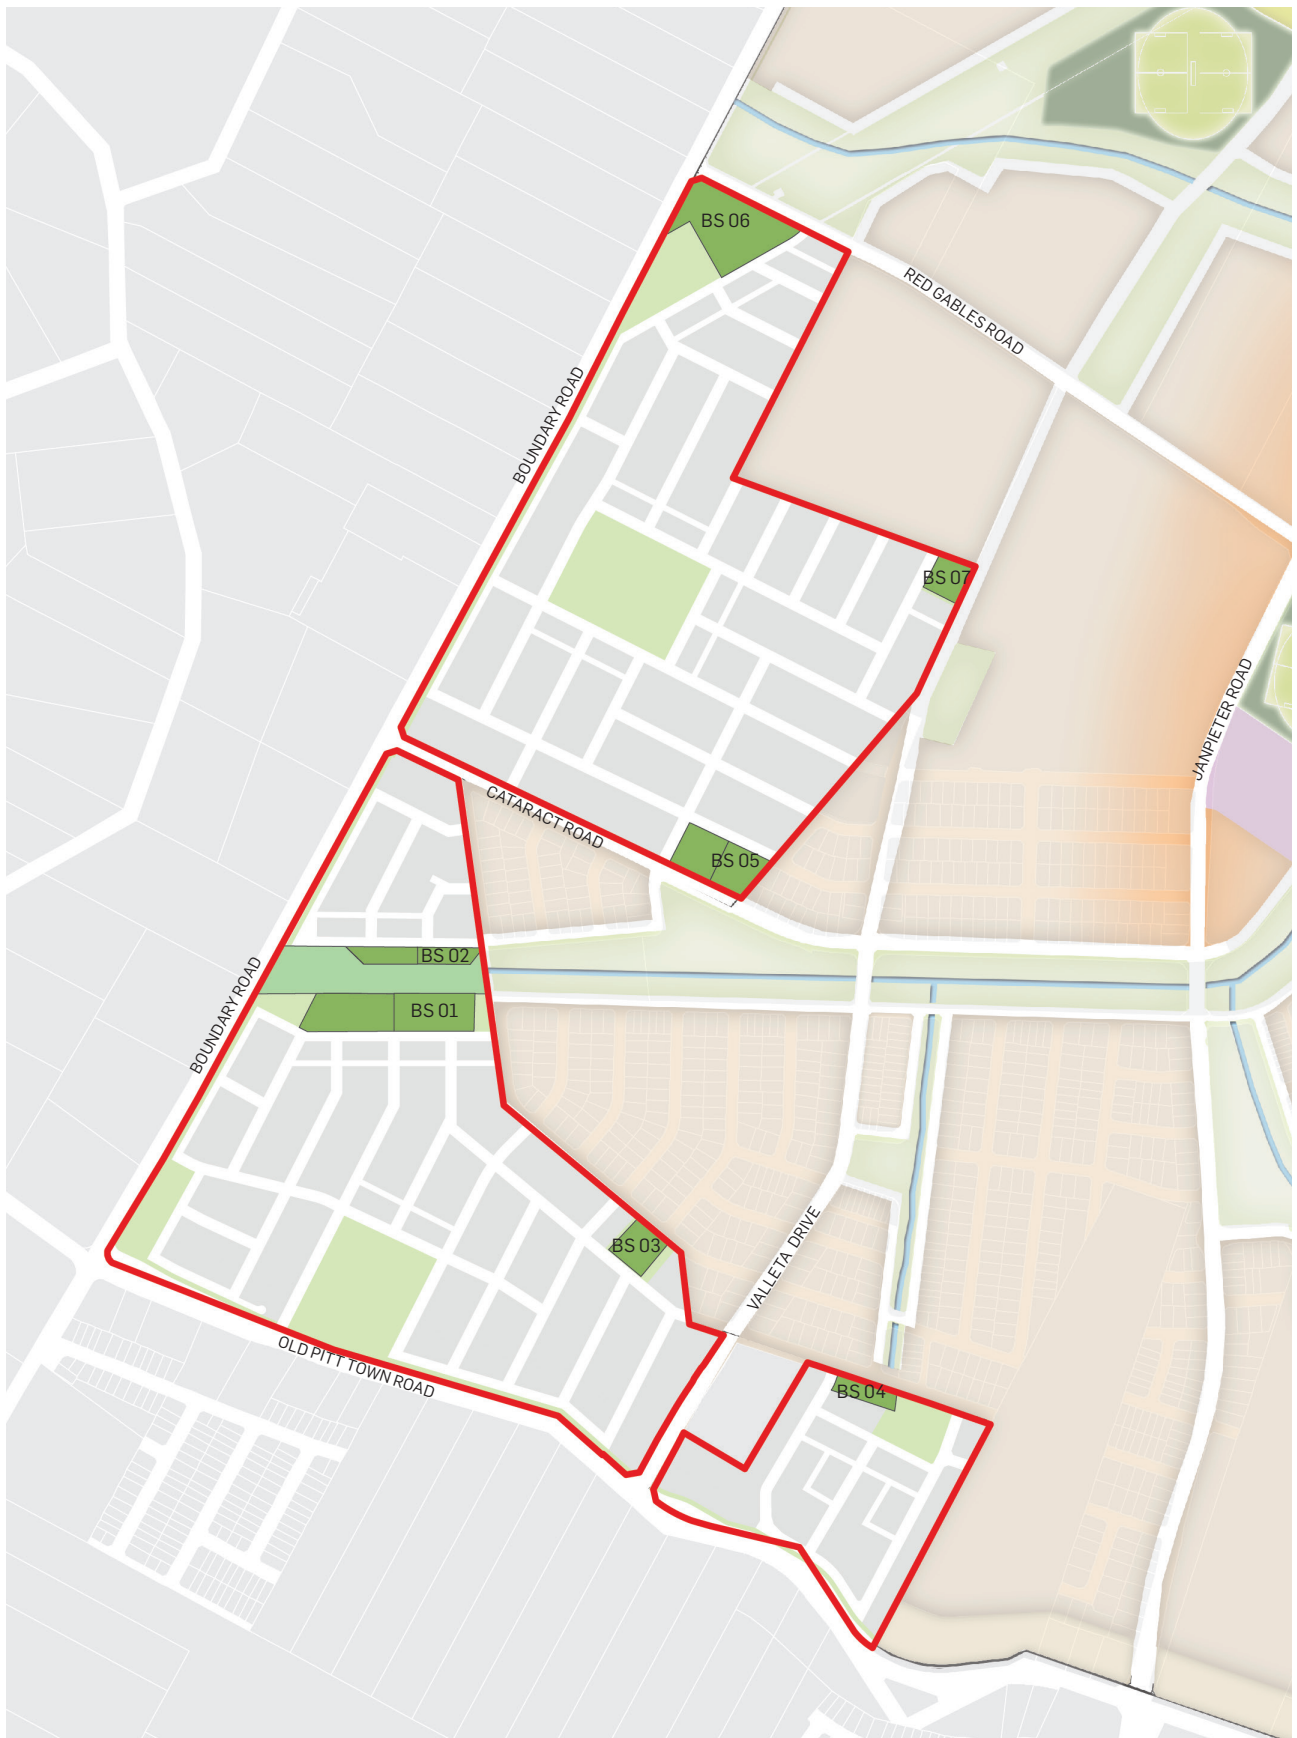 BS 06
RED GABLES ROAD
BOUNDARY ROAD
BS 07
JANPIETER ROAD
CATARACT ROAD
BS 05
BS 02
BOUNDARY ROAD
BS 01
BS 03
VALLETA DRIVE
OLD PITT TOWN ROAD
BS 04